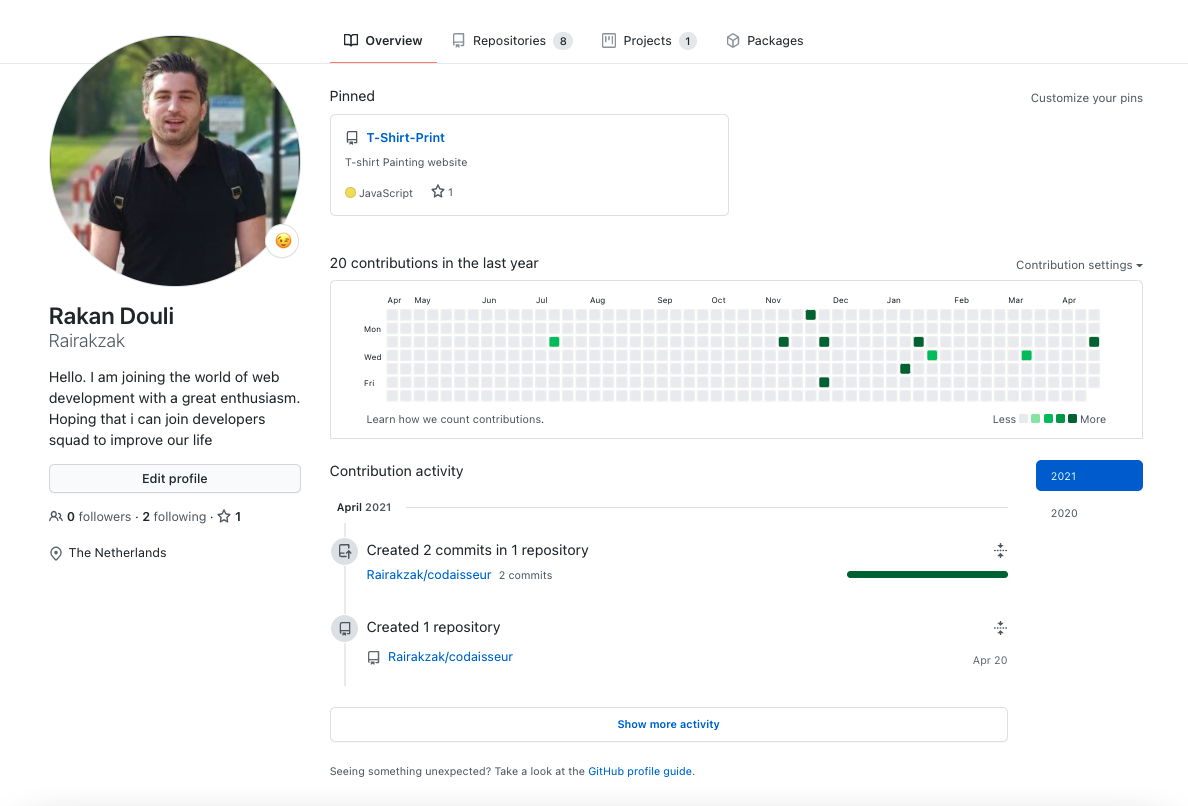 Overview
Repositories 8
Projects 1
Packages
Pinned
Customize your pins
T-Shirt-Print
T-shirt Painting website
JavaScript 1
Rakan Douli
Rairakzak
Hello. I am joining the world of web
development with a great enthusiasm.
Hoping that i can join developers
squad to improve our life
Edit profile
0 followers · 2 following · 1
The Netherlands
20 contributions in the last year
Contribution settings
Apr May Jun Jul Aug Sep Oct Nov Dec Jan Feb Mar Apr
Mon
Wed
Fri
Learn how we count contributions.
Less More
Contribution activity
2021
2020
April 2021
Created 2 commits in 1 repository
Rairakzak/codaisseur 2 commits
Created 1 repository
Rairakzak/codaisseur
Apr 20
Show more activity
Seeing something unexpected? Take a look at the GitHub profile guide.